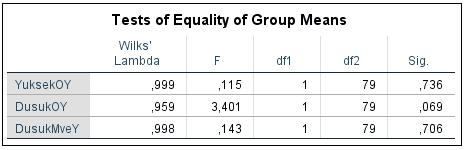 Tests of Equality of Group Means
Wilks' Lambda F df1 df2 Sig.
YuksekOY ,999 ,115 1 79 ,736
DusukOY ,959 3,401 1 79 ,069
DusukMveY ,998 ,143 1 79 ,706